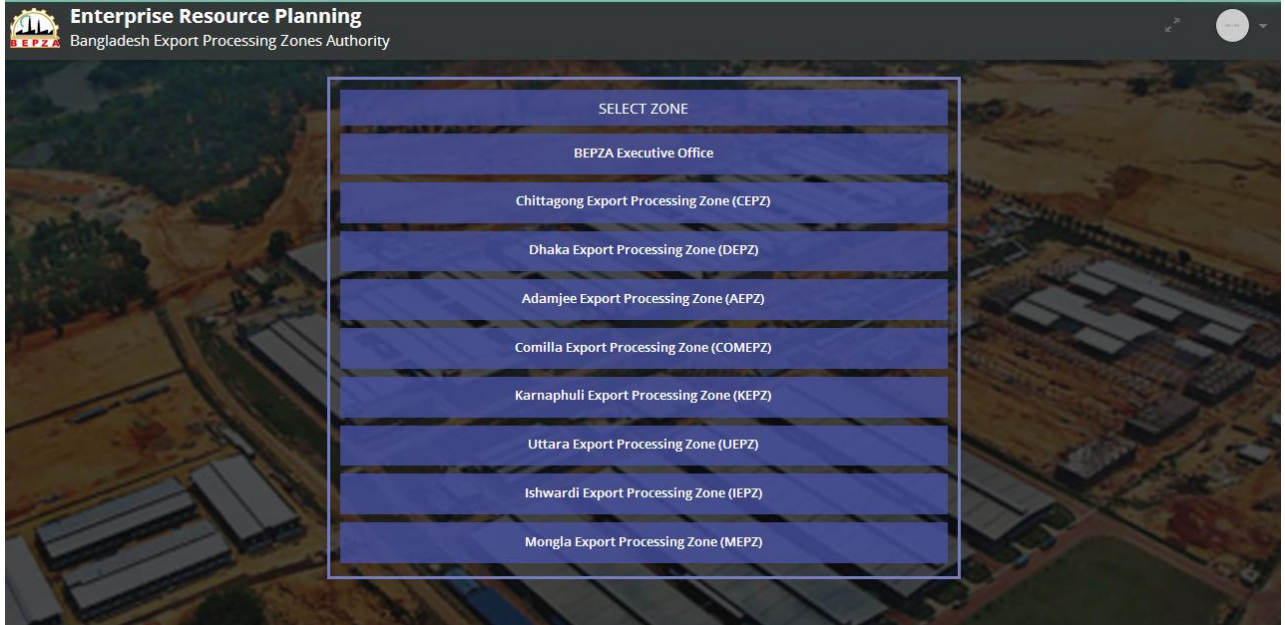 Enterprise Resource Planning
Bangladesh Export Processing Zones Authority
BEPZA
SELECT ZONE
BEPZA Executive Office
Chittagong Export Processing Zone (CEPZ)
Dhaka Export Processing Zone (DEPZ)
Adamjee Export Processing Zone (AEPZ)
Comilla Export Processing Zone (COMEPZ)
Karnaphuli Export Processing Zone (KEPZ)
Uttara Export Processing Zone (UEPZ)
Ishwardi Export Processing Zone (IEPZ)
Mongla Export Processing Zone (MEPZ)